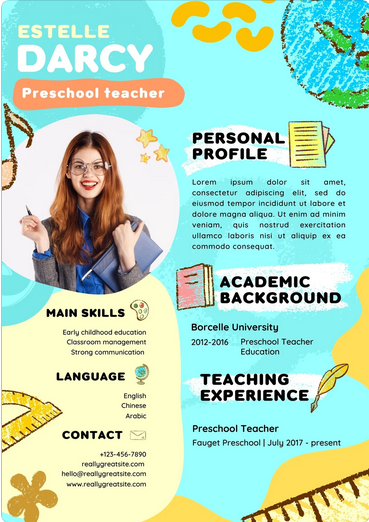 ESTELLE
DARCY
Preschool teacher
PERSONAL
PROFILE
Lorem ipsum dolor sit amet,
consectetur adipiscing elit, sed do
eiusmod tempor incididunt ut labore et
dolore magna aliqua. Ut enim ad minim
veniam, quis nostrud exercitation
ullamco laboris nisi ut aliquip ex ea
commodo consequat.
ACADEMIC
BACKGROUND
Borcelle University
2012-2016 Preschool Teacher
Education
TEACHING
EXPERIENCE
Preschool Teacher
Fauget Preschool | July 2017 - present
MAIN SKILLS
Early childhood education
Classroom management
Strong communication
LANGUAGE
English
Chinese
Arabic
CONTACT
+123-456-7890
reallygreatsite.com
hello@reallygreatsite.com
www.reallygreatsite.com